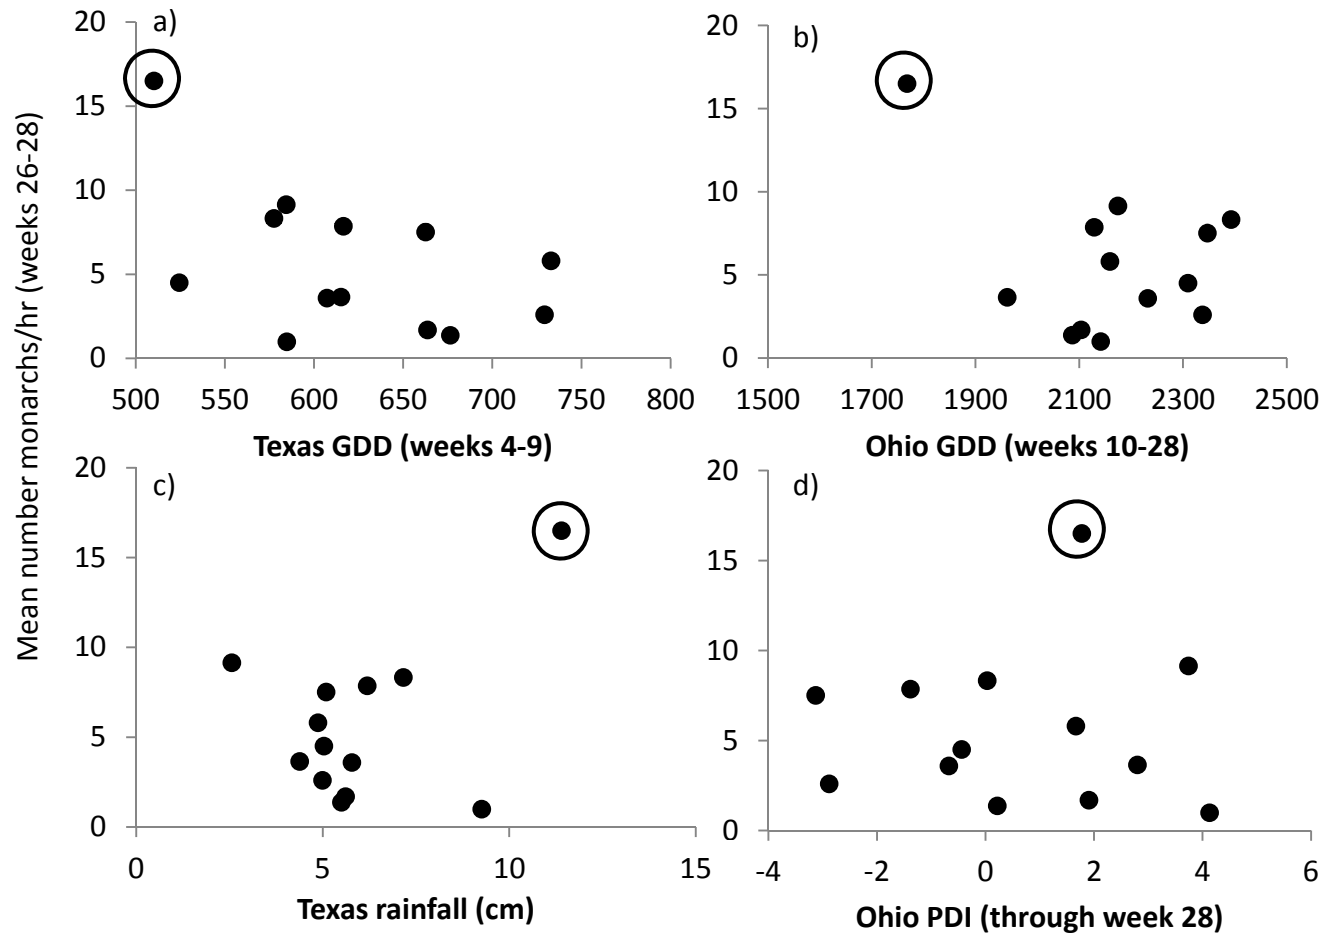 Mean number monarchs/hr (weeks 26-28)
a)
20
15
10
5
0
500 550 600 650 700 750 800
Texas GDD (weeks 4-9)
b)
20
15
10
5
0
1500 1700 1900 2100 2300 2500
Ohio GDD (weeks 10-28)
c)
20
15
10
5
0
0 5 10 15
Texas rainfall (cm)
d)
20
15
10
5
0
-4 -2 0 2 4 6
Ohio PDI (through week 28)